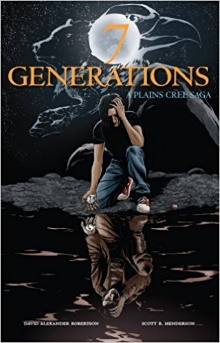 7
GENERATIONS
A PLAINS CREE SAGA
DAVID ALEXANDER ROBERTSON SCOTT B. HENDERSON